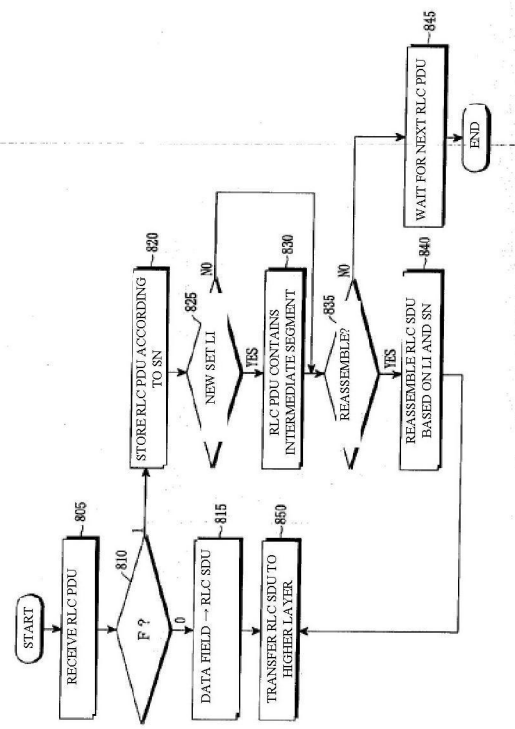 START
RECEIVE RLC PDU
805
F ?
810
1
0
DATA FIELD → RLC SDU
815
TRANSFER RLC SDU TO
HIGHER LAYER
850
STORE RLC PDU ACCORDING
TO SN
820
NEW SET LI
825
NO
YES
RLC PDU CONTAINS
INTERMEDIATE SEGMENT
830
REASSEMBLE?
835
NO
YES
REASSEMBLE RLC SDU
BASED ON LI AND SN
840
WAIT FOR NEXT RLC PDU
845
END